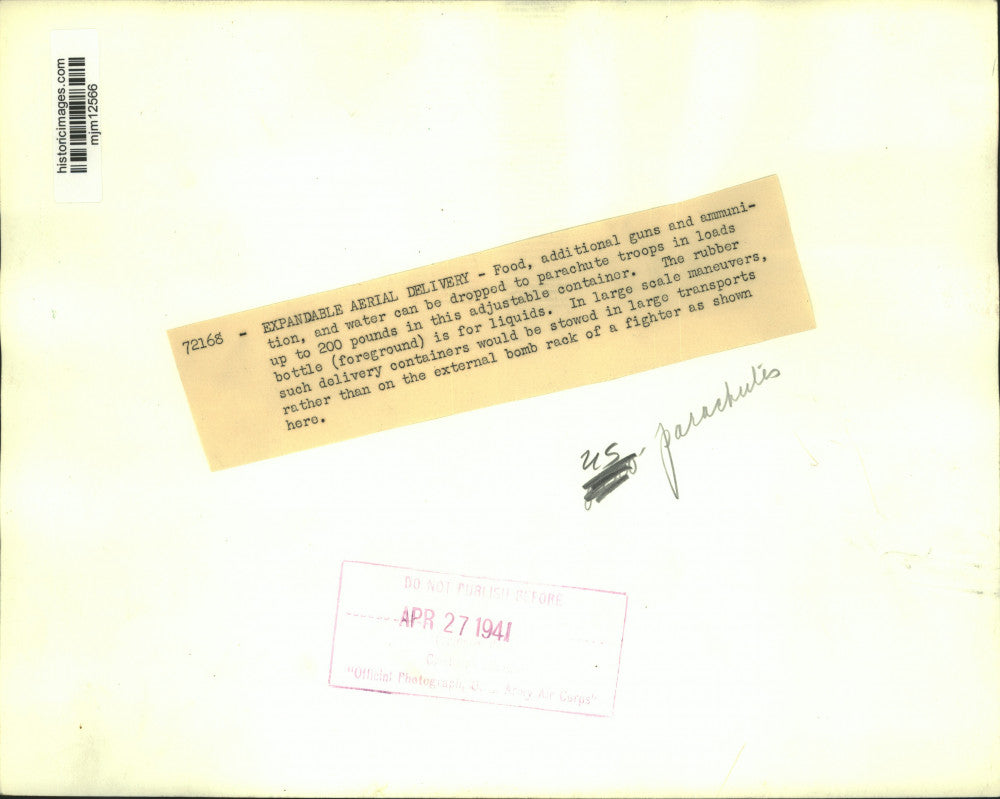 historicimages.com
mjm12566
72168 - EXPANDABLE AERIAL DELIVERY - Food, additional guns and ammuni-
tion, and water can be dropped to parachute troops in loads
up to 200 pounds in this adjustable container. The rubber
bottle (foreground) is for liquids. In large scale maneuvers,
such delivery containers would be stowed in large transports
rather than on the external bomb rack of a fighter as shown
here.
US
parachutes
DO NOT PUBLISH BEFORE
APR 27 1941
"Official Photograph, Army Air Corps"